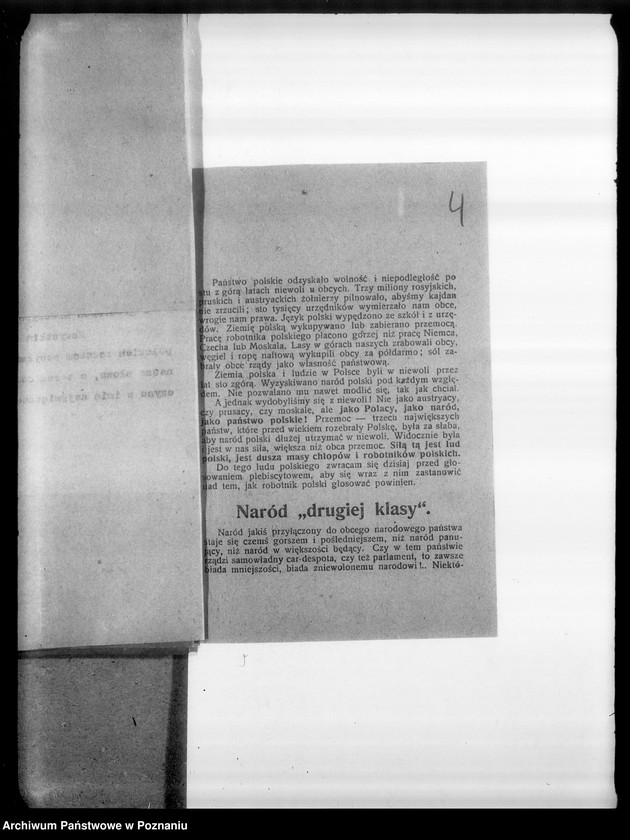 4
Państwo polskie odzyskało wolność i niepodległość po
stu z górą latach niewoli u obcych. Trzy miliony rosyjskich,
pruskich i austryackich żołnierzy pilnowało, abyśmy kajdan
nie zrzucili; sto tysięcy urzędników wymierzało nam obce,
wrogie nam prawa. Język polski wypędzono ze szkół i z urzę-
dów. Ziemię polską wykupywano lub zabierano przemocą.
Pracę robotnika polskiego płacono gorzej niż pracę Niemca,
Czecha lub Moskala. Lasy w górach naszych zrabowali obcy,
węgiel i ropę naftową wykupili obcy za półdarmo; sól za-
brały obce rządy jako własność państwową.
Ziemia polska i ludzie w Polsce byli w niewoli przez
lat sto zgórą. Wyzyskiwano naród polski pod każdym wzglę-
dem. Nie pozwalano mu nawet modlić się, tak jak chciał.
A jednak wydobyliśmy się z niewoli! Nie jako austryacy,
czy prusacy, czy moskale, ale jako Polacy, jako naród,
jako państwo polskie! Przemoc — trzech największych
państw, które przed wiekiem rozebrały Polskę, była za słaba,
aby naród polski dłużej utrzymać w niewoli. Widocznie była
i jest w nas siła, większa niż obca przemoc. Siłą tą jest lud
polski, jest dusza masy chłopów i robotników polskich.
Do tego ludu polskiego zwracam się dzisiaj przed gło-
sowaniem plebiscytowem, aby się wraz z nim zastanowić
nad tem, jak robotnik polski głosować powinien.
Naród „drugiej klasy“.
Naród jakiś przyłączony do obcego narodowego państwa
staje się czemś gorszem i pośledniejszem, niż naród panu-
jący, niż naród w większości będący. Czy w tem państwie
rządzi samowładny car-despota, czy też parlament, to zawsze
biada mniejszości, biada zniewolonemu narodowi!.. Niektó-
Archiwum Państwowe w Poznaniu